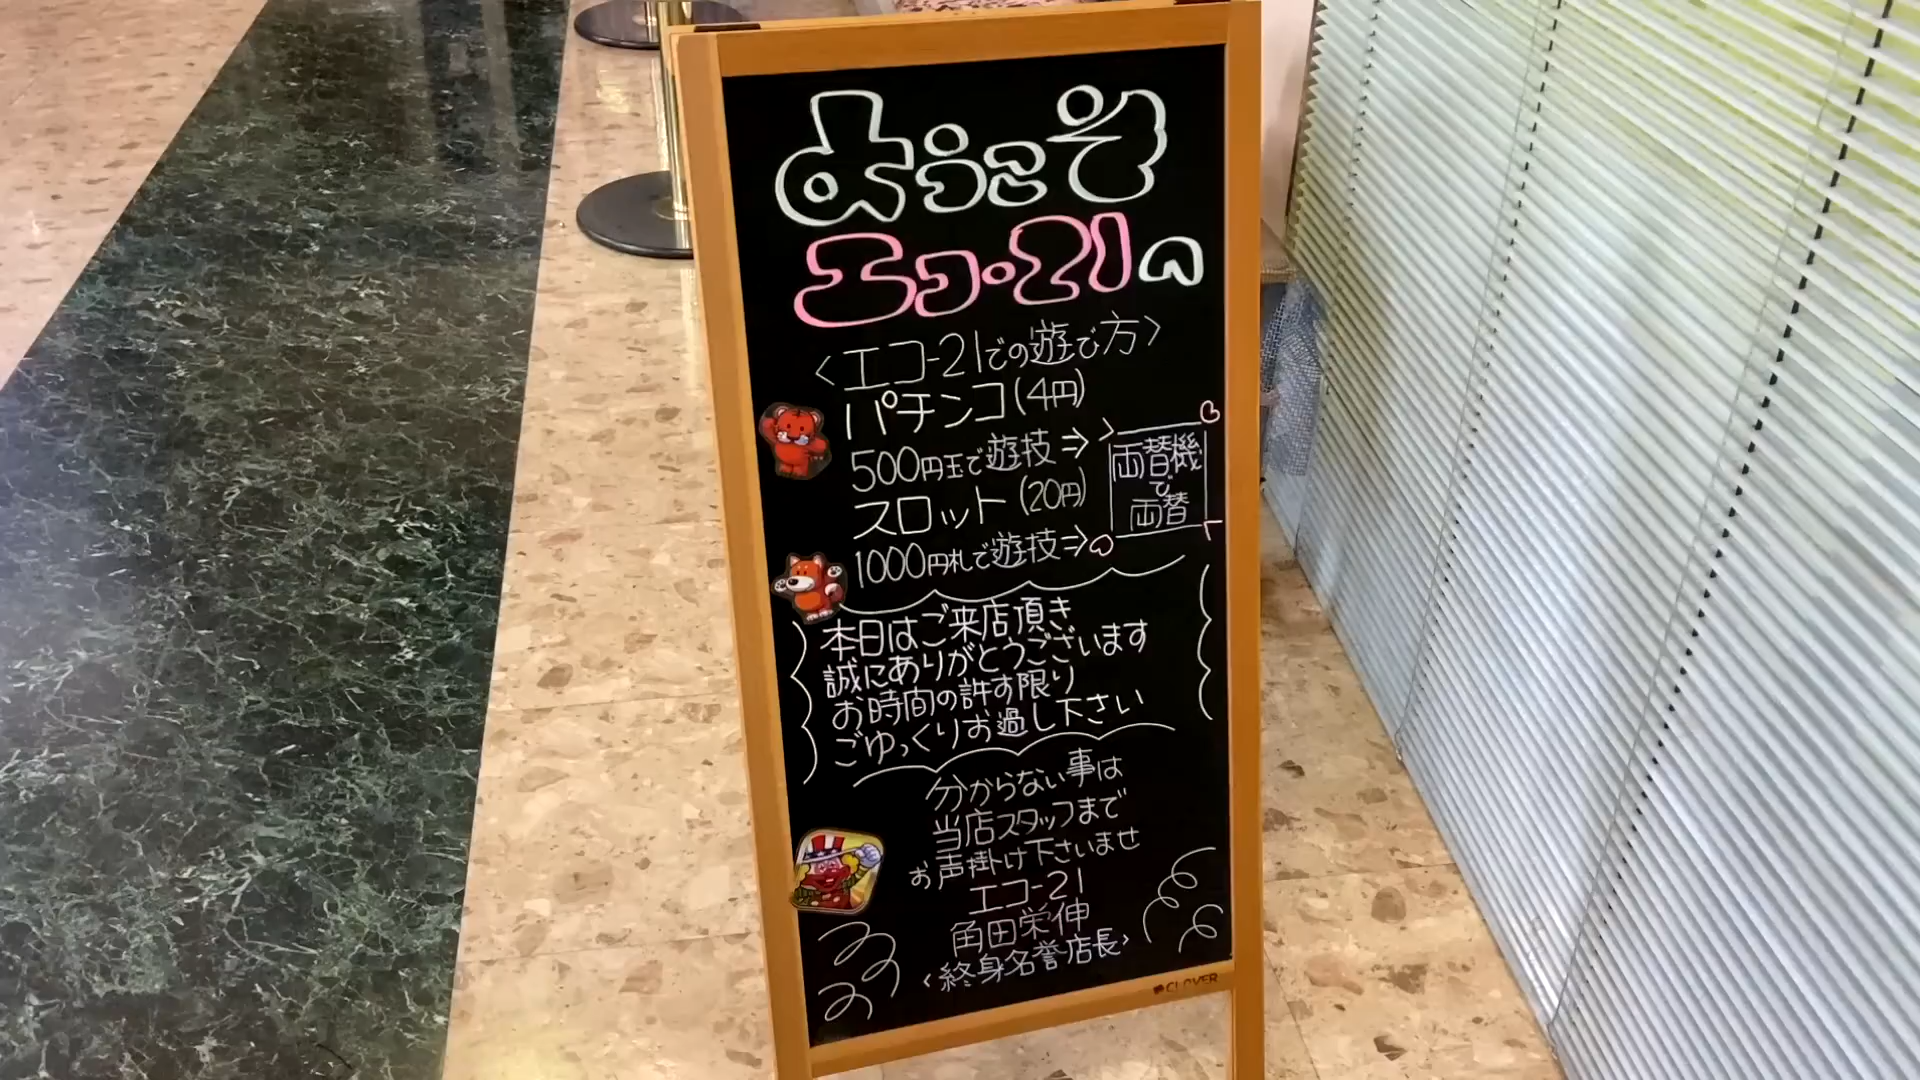 ようこそ
エコ・21へ
<エコ-21での遊び方>
パチンコ(4円)
500円玉で遊技⇒
スロット(20円)
1000円札で遊技⇒
両替機
で
両替
本日はご来店頂き
誠にありがとうございます
お時間の許す限り
ごゆっくりお過し下さい
分からない事は
当店スタッフまで
お声掛け下さいませ
エコ-21
角田栄伸
<終身名誉店長>
CLOVER